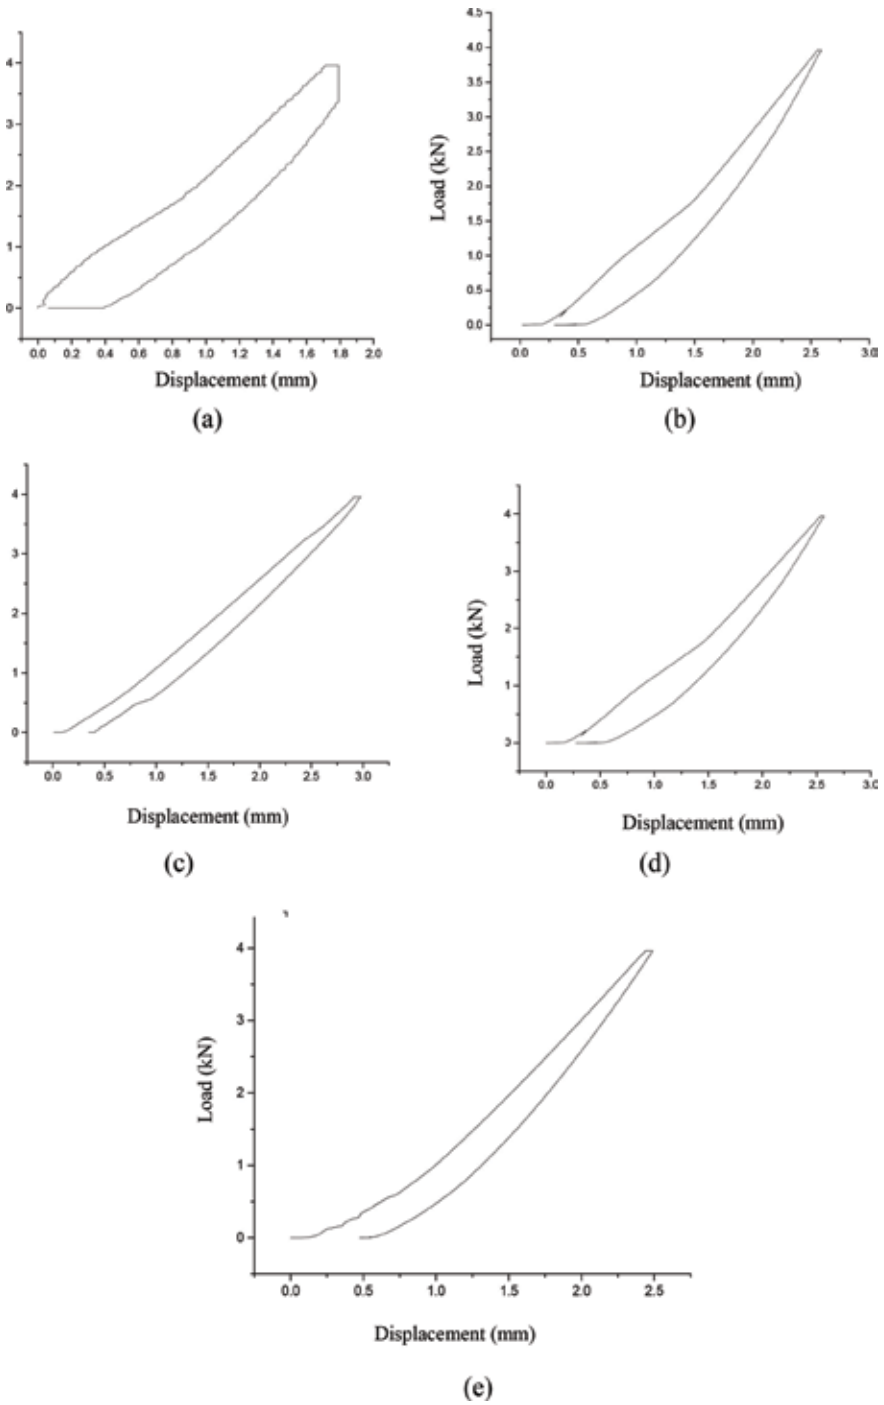 4
3
2
1
0
0.0 0.2 0.4 0.6 0.8 1.0 1.2 1.4 1.6 1.8 2.0
Displacement (mm)
(a)
4.5
4.0
3.5
3.0
2.5
2.0
1.5
1.0
0.5
0.0
Load (kN)
0.0 0.5 1.0 1.5 2.0 2.5 3.0
Displacement (mm)
(b)
4
3
2
1
0
0.0 0.5 1.0 1.5 2.0 2.5 3.0
Displacement (mm)
(c)
4
3
2
1
0
Load (kN)
0.0 0.5 1.0 1.5 2.0 2.5 3.0
Displacement (mm)
(d)
4
3
2
1
0
Load (kN)
0.0 0.5 1.0 1.5 2.0 2.5
Displacement (mm)
(e)